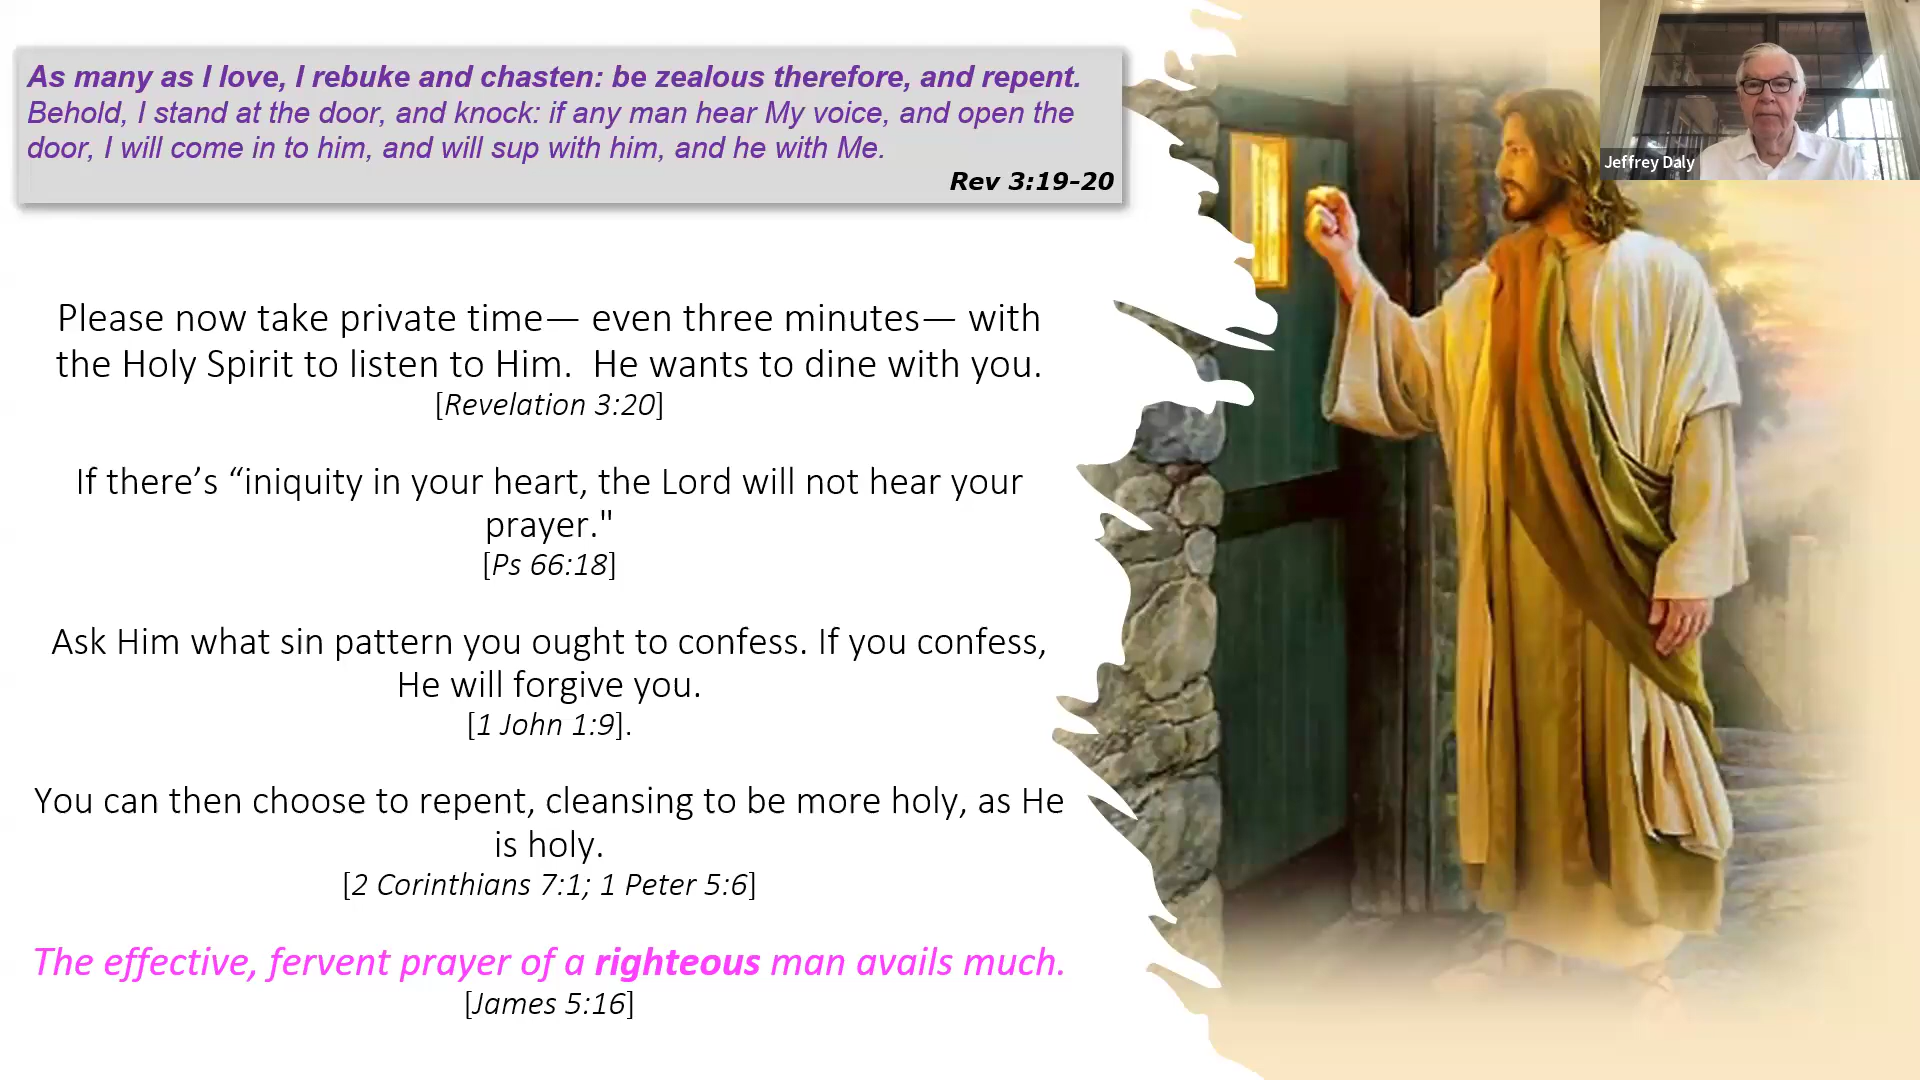 As many as I love, I rebuke and chasten: be zealous therefore, and repent.
Behold, I stand at the door, and knock: if any man hear My voice, and open the
door, I will come in to him, and will sup with him, and he with Me.
Rev 3:19-20
Jeffrey Daly
Please now take private time— even three minutes— with
the Holy Spirit to listen to Him.  He wants to dine with you.
[Revelation 3:20]
If there’s “iniquity in your heart, the Lord will not hear your
prayer."
[Ps 66:18]
Ask Him what sin pattern you ought to confess. If you confess,
He will forgive you.
[1 John 1:9].
You can then choose to repent, cleansing to be more holy, as He
is holy.
[2 Corinthians 7:1; 1 Peter 5:6]
The effective, fervent prayer of a righteous man avails much.
[James 5:16]